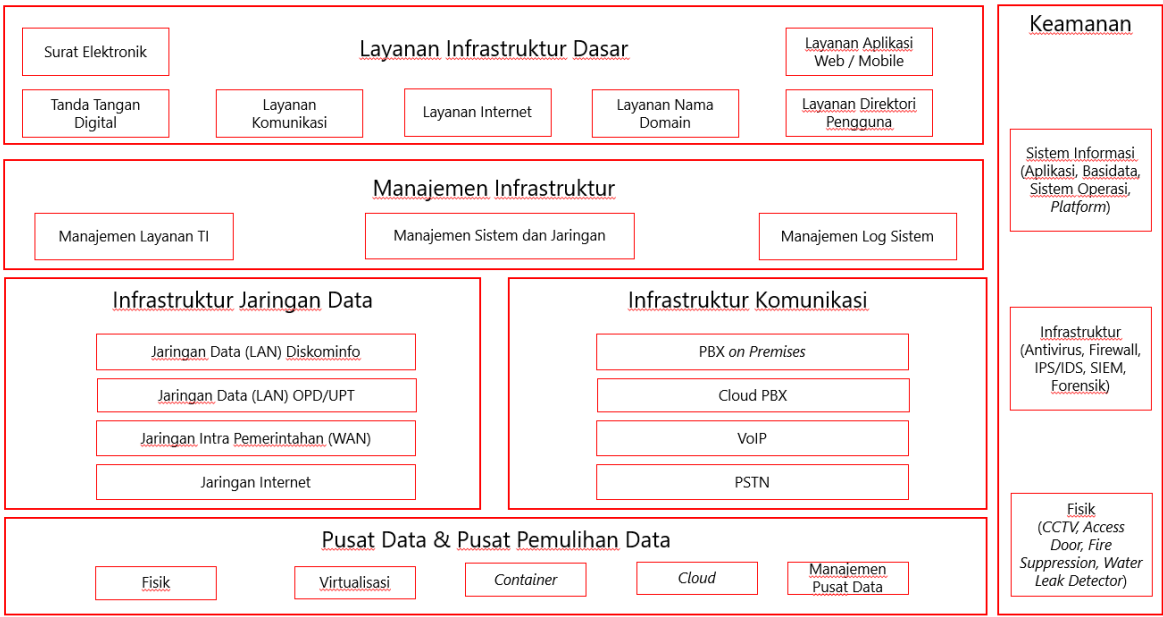 Layanan Infrastruktur Dasar
Surat Elektronik
Layanan Aplikasi
Web / Mobile
Tanda Tangan
Digital
Layanan
Komunikasi
Layanan Internet
Layanan Nama
Domain
Layanan Direktori
Pengguna
Manajemen Infrastruktur
Manajemen Layanan TI
Manajemen Sistem dan Jaringan
Manajemen Log Sistem
Infrastruktur Jaringan Data
Jaringan Data (LAN) Diskominfo
Jaringan Data (LAN) OPD/UPT
Jaringan Intra Pemerintahan (WAN)
Jaringan Internet
Infrastruktur Komunikasi
PBX on Premises
Cloud PBX
VoIP
PSTN
Pusat Data & Pusat Pemulihan Data
Fisik
Virtualisasi
Container
Cloud
Manajemen
Pusat Data
Keamanan
Sistem Informasi
(Aplikasi, Basidata,
Sistem Operasi,
Platform)
Infrastruktur
(Antivirus, Firewall,
IPS/IDS, SIEM,
Forensik)
Fisik
(CCTV, Access
Door, Fire
Suppression, Water
Leak Detector)